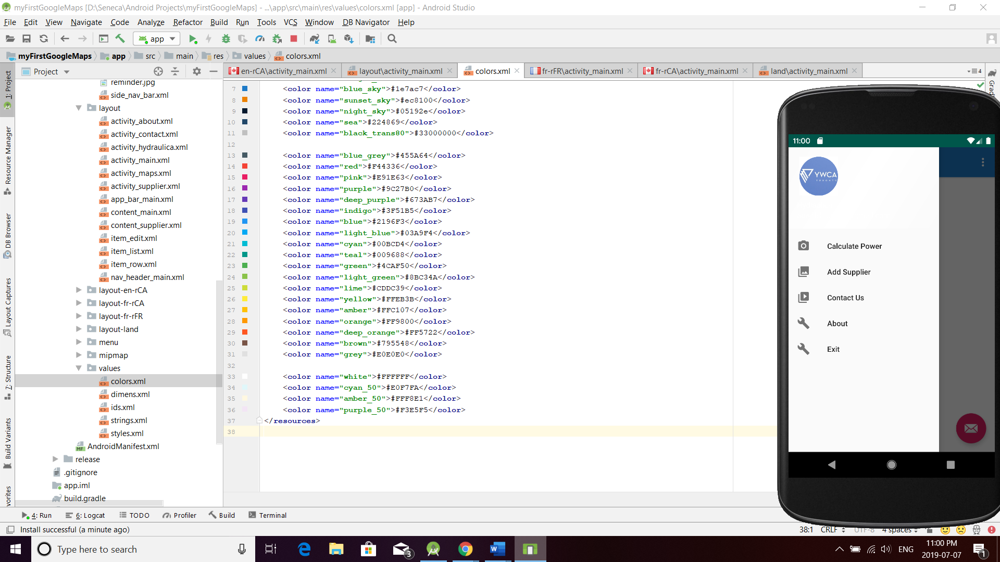 myFirstGoogleMaps [D:\Seneca\Android Projects\myFirstGoogleMaps] - ...\app\src\main\res\values\colors.xml [app] - Android Studio
File Edit View Navigate Code Analyze Refactor Build Run Tools VCS Window DB Navigator Help
app
myFirstGoogleMaps app src main res values colors.xml
Project
en-rCA\activity_main.xml layout\activity_main.xml colors.xml fr-rFR\activity_main.xml fr-rCA\activity_main.xml land\activity_main.xml 4
1: Project
Resource Manager
DB Browser
Layout Captures
7: Structure
Build Variants
reminder.jpg
side_nav_bar.xml
layout
activity_about.xml
activity_contact.xml
activity_hydraulica.xml
activity_main.xml
activity_maps.xml
activity_supplier.xml
app_bar_main.xml
content_main.xml
content_supplier.xml
item_edit.xml
item_list.xml
item_row.xml
nav_header_main.xml
layout-en-rCA
layout-fr-rCA
layout-fr-rFR
layout-land
menu
mipmap
values
colors.xml
dimens.xml
ids.xml
strings.xml
styles.xml
AndroidManifest.xml
release
.gitignore
app.iml
build.gradle
7 <color name="blue_sky">#1e7ac7</color>
8 <color name="sunset_sky">#ec8100</color>
9 <color name="night_sky">#05192e</color>
10 <color name="sea">#224869</color>
11 <color name="black_trans80">#33000000</color>
12
13 <color name="blue_grey">#455A64</color>
14 <color name="red">#F44336</color>
15 <color name="pink">#E91E63</color>
16 <color name="purple">#9C27B0</color>
17 <color name="deep_purple">#673AB7</color>
18 <color name="indigo">#3F51B5</color>
19 <color name="blue">#2196F3</color>
20 <color name="light_blue">#03A9F4</color>
21 <color name="cyan">#00BCD4</color>
22 <color name="teal">#009688</color>
23 <color name="green">#4CAF50</color>
24 <color name="light_green">#8BC34A</color>
25 <color name="lime">#CDDC39</color>
26 <color name="yellow">#FFEB3B</color>
27 <color name="amber">#FFC107</color>
28 <color name="orange">#FF9800</color>
29 <color name="deep_orange">#FF5722</color>
30 <color name="brown">#795548</color>
31 <color name="grey">#E0E0E0</color>
32
33 <color name="white">#FFFFFF</color>
34 <color name="cyan_50">#E0F7FA</color>
35 <color name="amber_50">#FFF8E1</color>
36 <color name="purple_50">#F3E5F5</color>
37 </resources>
38
11:00
YWCA
TORONTO
Calculate Power
Add Supplier
Contact Us
About
Exit
4: Run 6: Logcat TODO Profiler Build Terminal
Install successful (a minute ago)
38:1 CRLF UTF-8 4 spaces
Type here to search
3
ENG
11:00 PM
2019-07-07
1